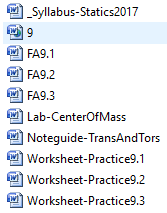 _Syllabus-Statics2017
9
FA9.1
FA9.2
FA9.3
Lab-CenterOfMass
Noteguide-TransAndTors
Worksheet-Practice9.1
Worksheet-Practice9.2
Worksheet-Practice9.3